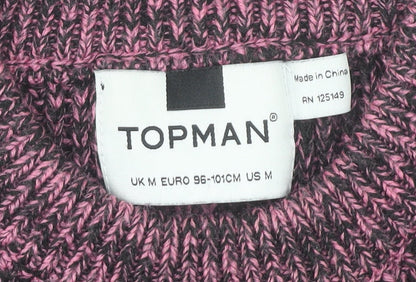 TOPMAN®
UK M EURO 96-101CM US M
Made in China
RN 125149